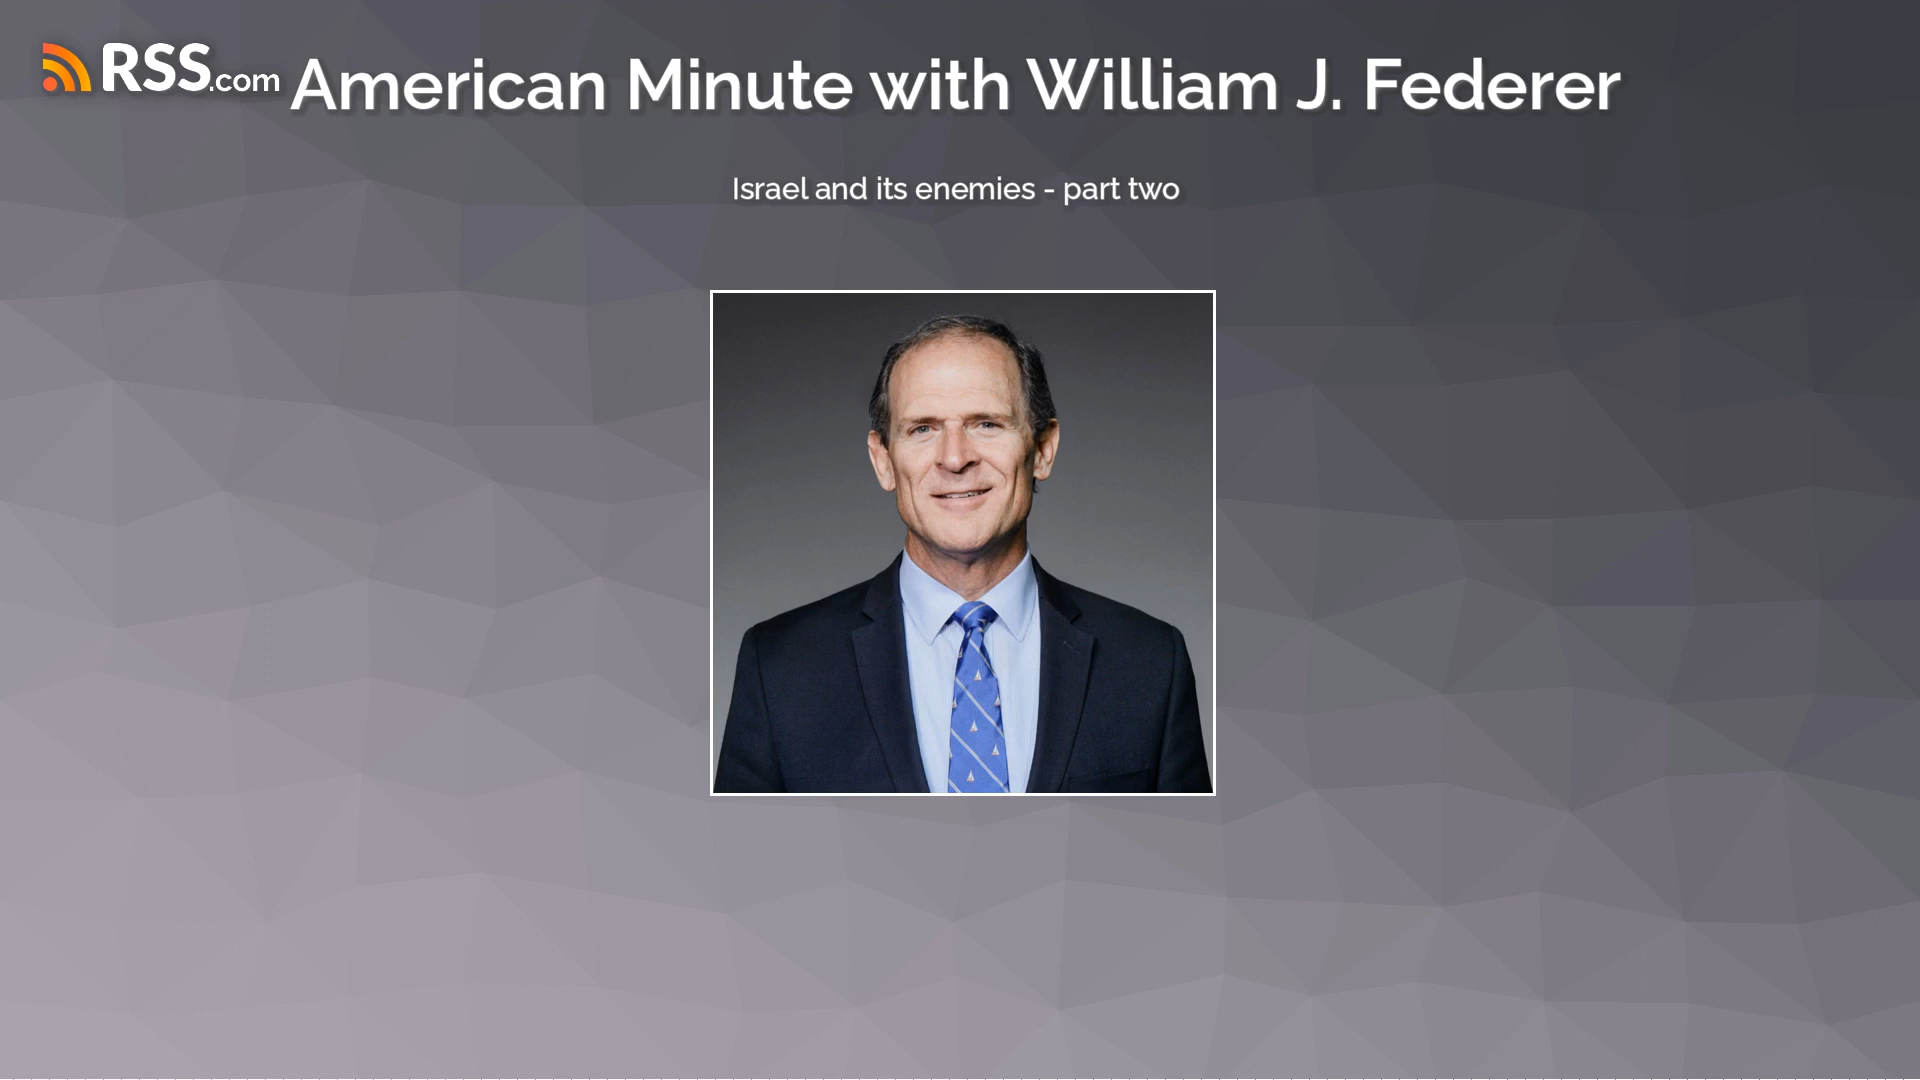 RSS.com
American Minute with William J. Federer
Israel and its enemies - part two